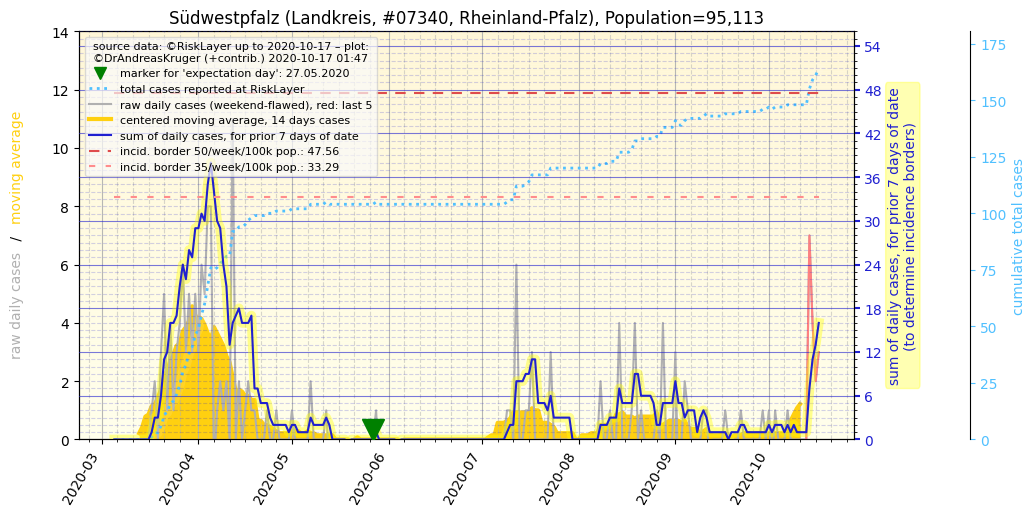 Südwestpfalz (Landkreis, #07340, Rheinland-Pfalz), Population=95,113
source data: ©RiskLayer up to 2020-10-17 – plot:
©DrAndreasKruger (+contrib.) 2020-10-17 01:47
marker for 'expectation day': 27.05.2020
total cases reported at RiskLayer
raw daily cases (weekend-flawed), red: last 5
centered moving average, 14 days cases
sum of daily cases, for prior 7 days of date
incid. border 50/week/100k pop.: 47.56
incid. border 35/week/100k pop.: 33.29
raw daily cases / moving average
14
12
10
8
6
4
2
0
54
48
42
36
30
24
18
12
6
0
sum of daily cases, for prior 7 days of date
(to determine incidence borders)
175
150
125
100
75
50
25
0
cumulative total cases
2020-03
2020-04
2020-05
2020-06
2020-07
2020-08
2020-09
2020-10